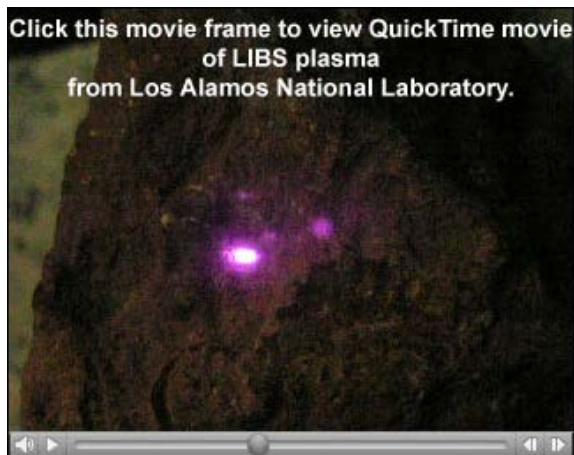 Click this movie frame to view QuickTime movie
of LIBS plasma
from Los Alamos National Laboratory.